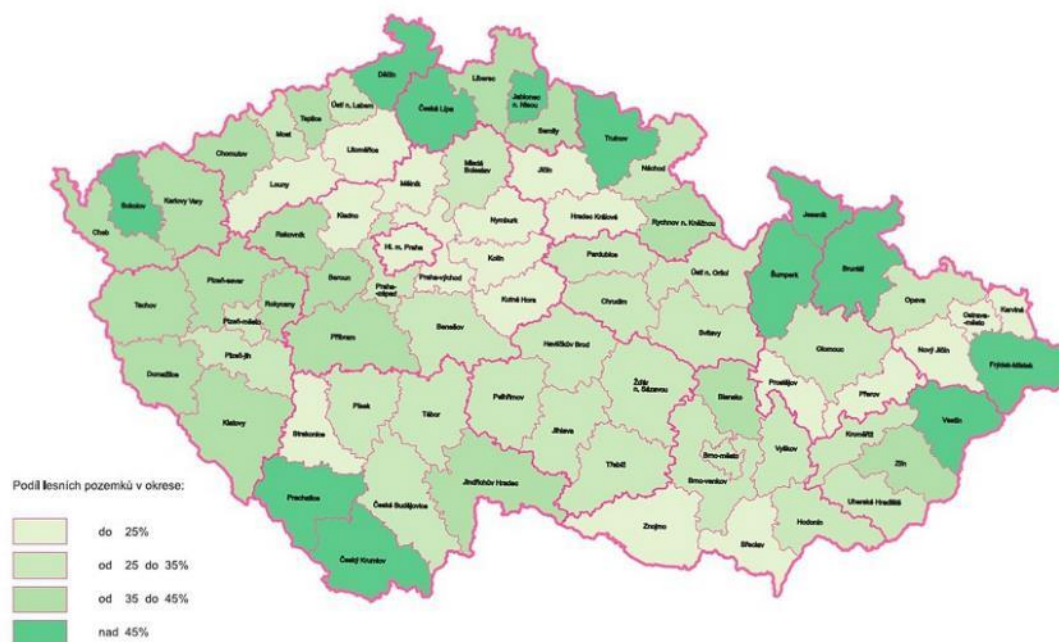 Děčín
Liberec
Jablonec
n. Nisou
Česká Lípa
Ústí n. Labem
Teplice
Most
Semily
Trutnov
Chomutov
Litoměřice
Mladá
Boleslav
Jičín
Náchod
Louny
Mělník
Sokolov
Karlovy Vary
Cheb
Kladno
Nymburk
Hradec Králové
Rychnov n. Kněžnou
Jeseník
Rakovník
Hl. m. Praha
Kolín
Pardubice
Šumperk
Bruntál
Beroun
Praha-
západ
Praha-východ
Ústí n. Orlicí
Plzeň-sever
Rokycany
Tachov
Plzeň-město
Kutná Hora
Chrudim
Opava
Ostrava-
město
Karviná
Příbram
Benešov
Svitavy
Plzeň-jih
Havlíčkův Brod
Olomouc
Nový Jičín
Frýdek-Místek
Domažlice
Žďár
n. Sázavou
Prostějov
Přerov
Klatovy
Strakonice
Písek
Tábor
Pelhřimov
Blansko
Vsetín
Jihlava
Kroměříž
Brno-město
Vyškov
Zlín
Třebíč
Brno-venkov
Podíl lesních pozemků v okrese:
Prachatice
České Budějovice
Jindřichův Hradec
Uherské Hradiště
Znojmo
Hodonín
do 25%
Břeclav
Český Krumlov
od 25 do 35%
od 35 do 45%
nad 45%